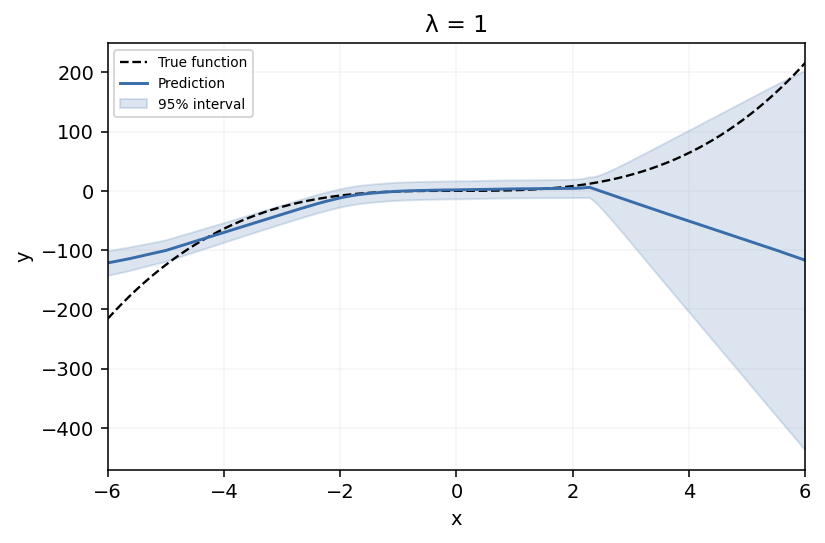 λ = 1
True function
Prediction
95% interval
y
200
100
0
−100
−200
−300
−400
−6
−4
−2
0
2
4
6
x